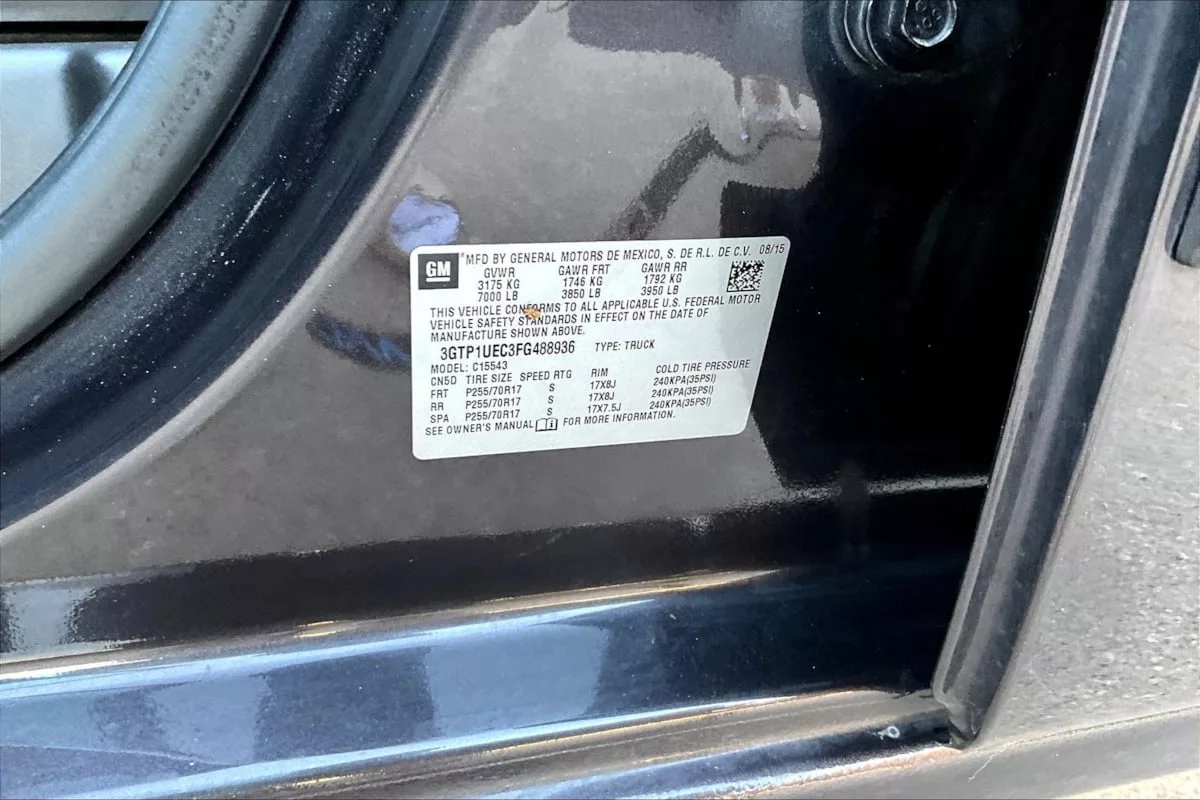 GM
®MFD BY GENERAL MOTORS DE MEXICO, S. DE R.L. DE C.V. 08/15
GVWR GAWR FRT GAWR RR
3175 KG 1746 KG 1792 KG
7000 LB 3850 LB 3950 LB
THIS VEHICLE CONFORMS TO ALL APPLICABLE U.S. FEDERAL MOTOR
VEHICLE SAFETY STANDARDS IN EFFECT ON THE DATE OF
MANUFACTURE SHOWN ABOVE.
3GTP1UEC3FG488936 TYPE: TRUCK
MODEL: C15543
CN5D TIRE SIZE SPEED RTG RIM COLD TIRE PRESSURE
FRT P255/70R17 S 17X8J 240KPA(35PSI)
RR P255/70R17 S 17X8J 240KPA(35PSI)
SPA P255/70R17 S 17X7.5J 240KPA(35PSI)
SEE OWNER'S MANUAL FOR MORE INFORMATION.